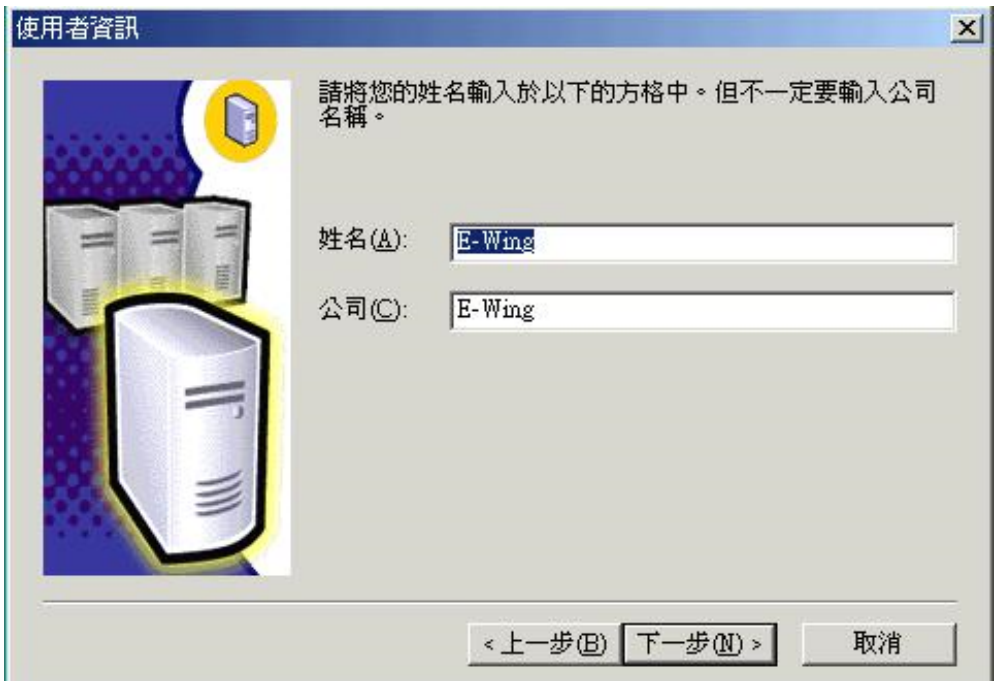 使用者資訊
請將您的姓名輸入於以下的方格中。但不一定要輸入公司
名稱。
姓名(A): E-Wing
公司(C): E-Wing
<上一步(B) 下一步(N)> 取消